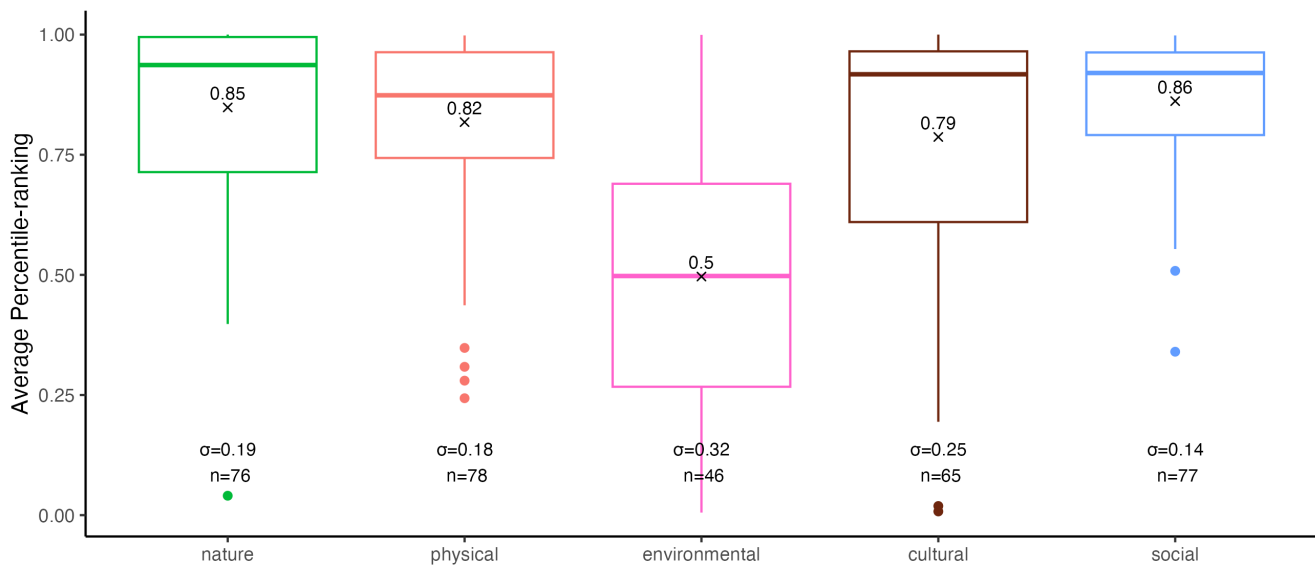 Average Percentile-ranking
1.00
0.75
0.50
0.25
0.00
0.85
0.82
0.5
0.79
0.86
σ=0.19
σ=0.18
σ=0.32
σ=0.25
σ=0.14
n=76
n=78
n=46
n=65
n=77
nature
physical
environmental
cultural
social